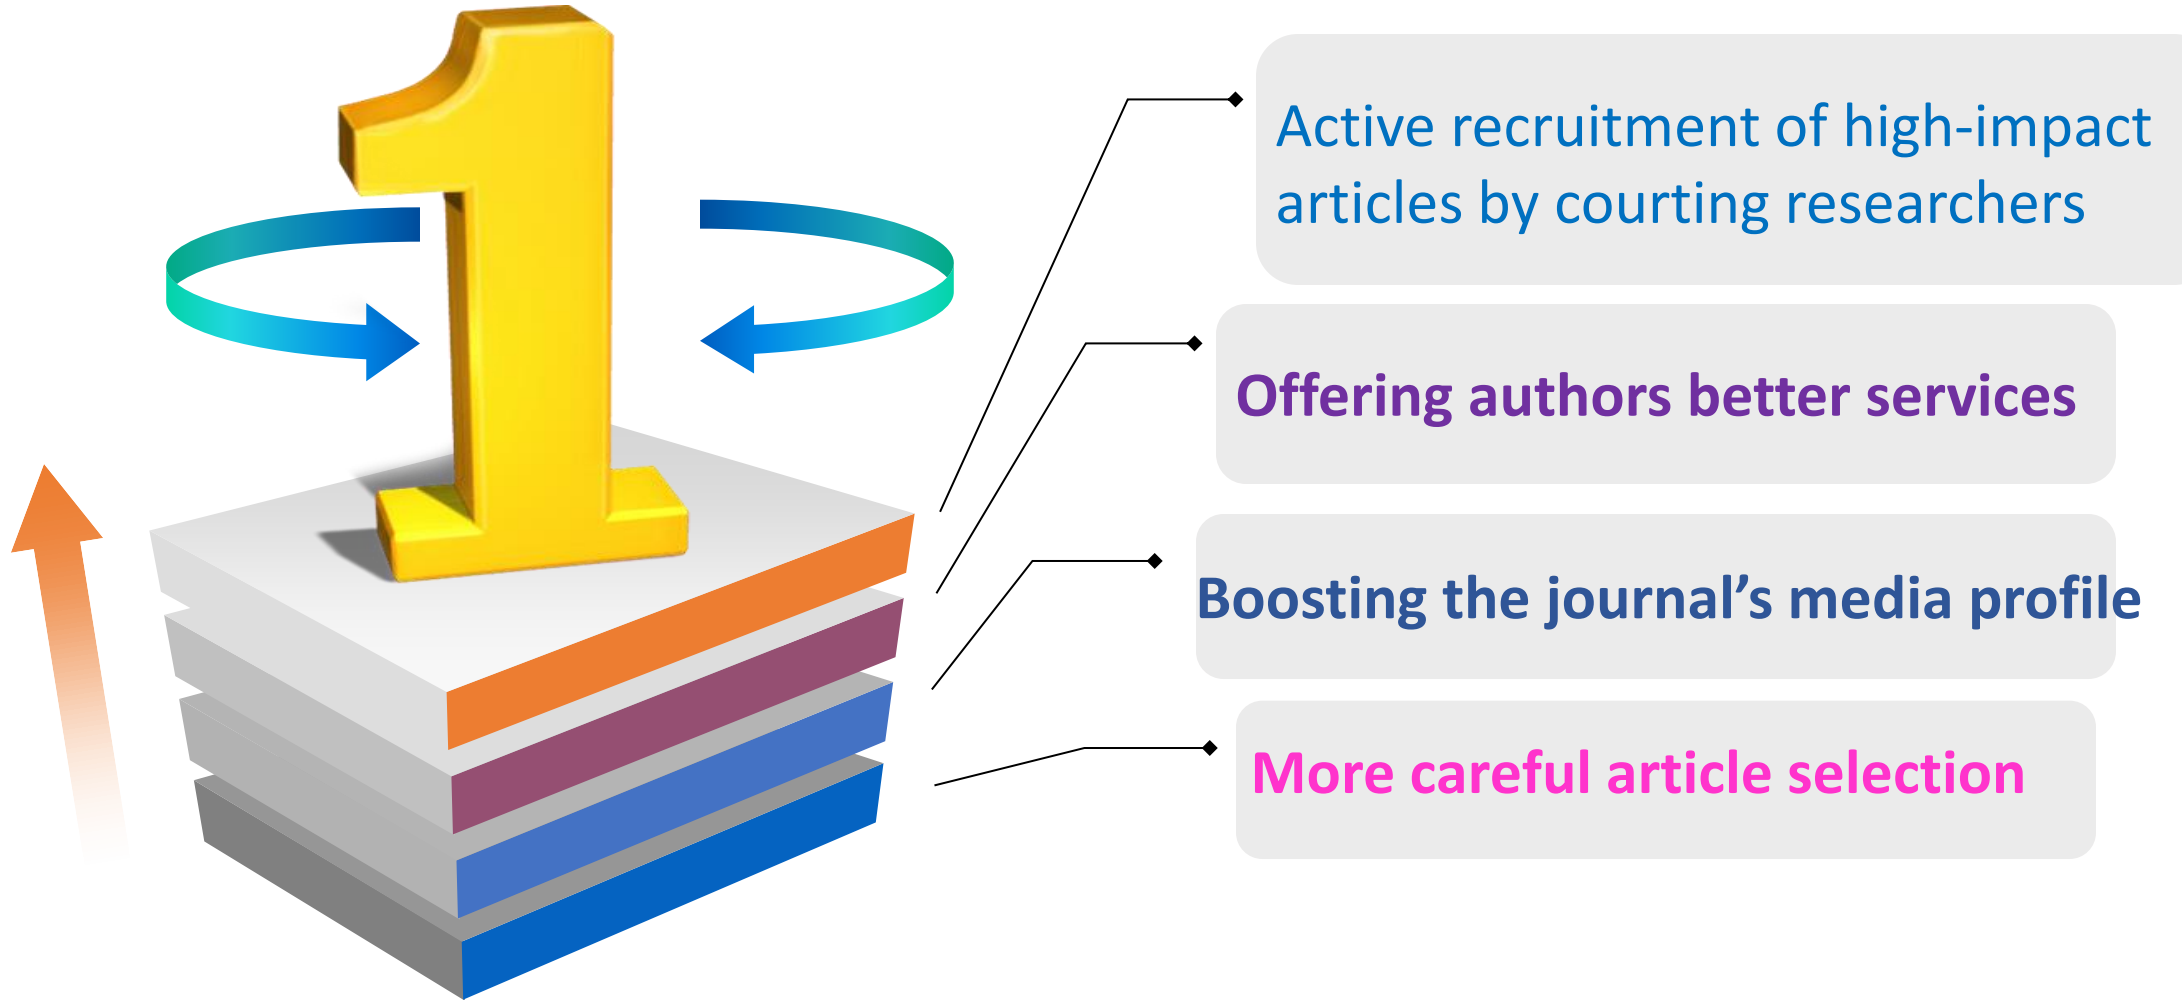 1
Active recruitment of high-impact
articles by courting researchers
Offering authors better services
Boosting the journal’s media profile
More careful article selection